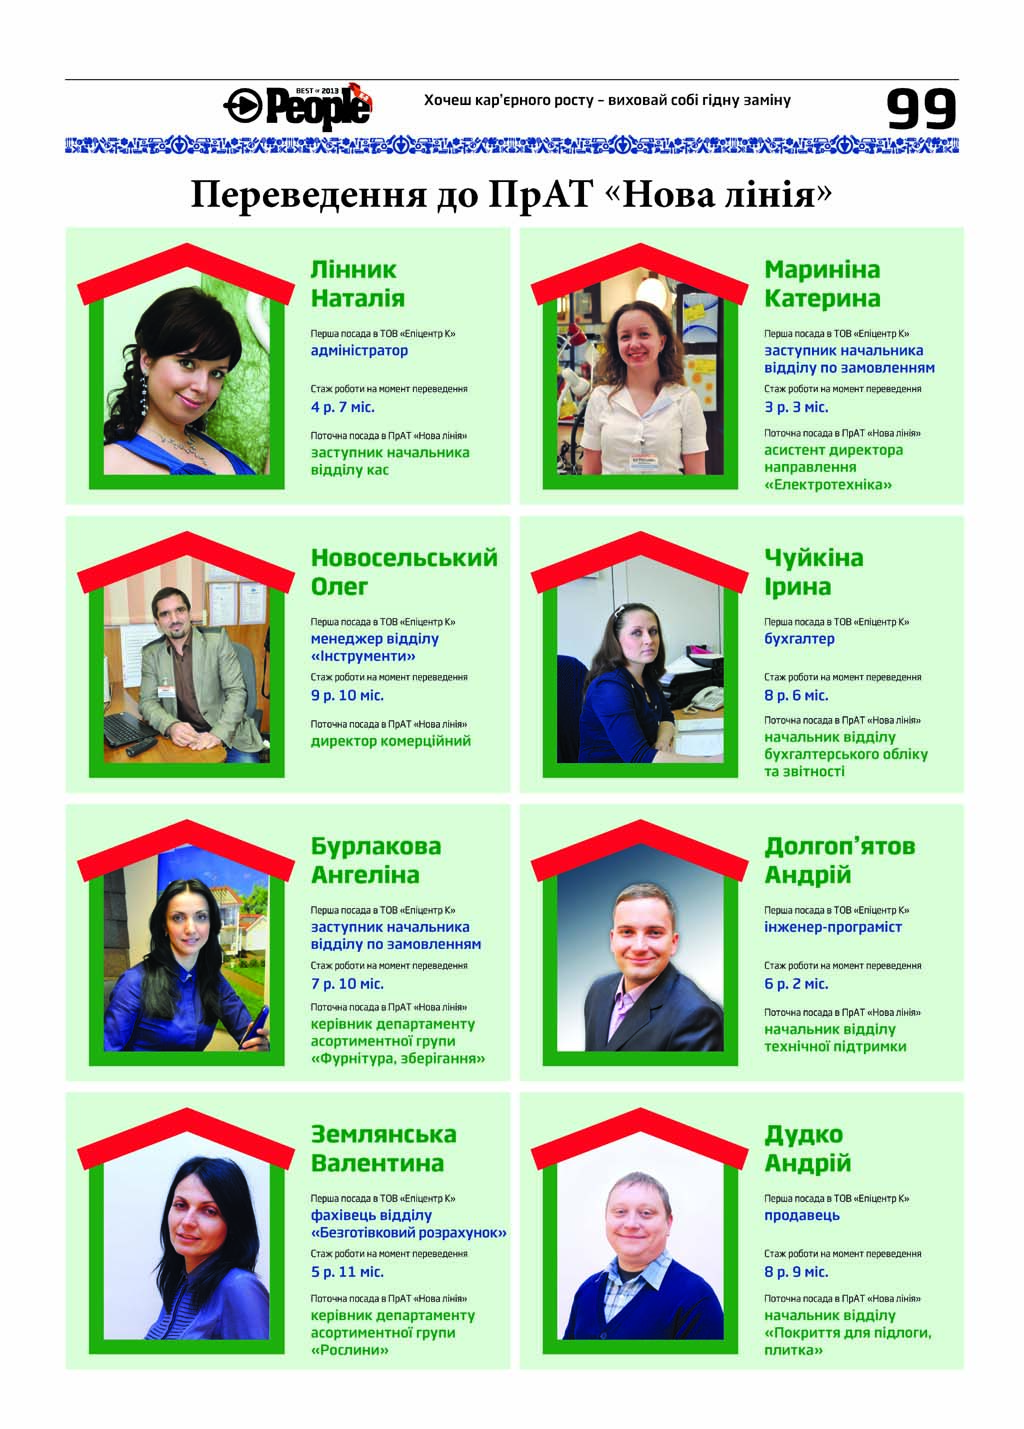 BEST of 2013
People
Хочеш кар’єрного росту – виховай собі гідну заміну
99
Переведення до ПрАТ «Нова лінія»
Лінник
Наталія
Перша посада в ТОВ «Епіцентр К»
адміністратор
Стаж роботи на момент переведення
4 р. 7 міс.
Поточна посада в ПрАТ «Нова лінія»
заступник начальника
відділу кас
Мариніна
Катерина
Перша посада в ТОВ «Епіцентр К»
заступник начальника
відділу по замовленням
Стаж роботи на момент переведення
3 р. 3 міс.
Поточна посада в ПрАТ «Нова лінія»
асистент директора
направлення
«Електротехніка»
Новосельський
Олег
Перша посада в ТОВ «Епіцентр К»
менеджер відділу
«Інструменти»
Стаж роботи на момент переведення
9 р. 10 міс.
Поточна посада в ПрАТ «Нова лінія»
директор комерційний
Чуйкіна
Ірина
Перша посада в ТОВ «Епіцентр К»
бухгалтер
Стаж роботи на момент переведення
8 р. 6 міс.
Поточна посада в ПрАТ «Нова лінія»
начальник відділу
бухгалтерського обліку
та звітності
Бурлакова
Ангеліна
Перша посада в ТОВ «Епіцентр К»
заступник начальника
відділу по замовленням
Стаж роботи на момент переведення
7 р. 10 міс.
Поточна посада в ПрАТ «Нова лінія»
керівник департаменту
асортиментної групи
«Фурнітура, зберігання»
Долгоп’ятов
Андрій
Перша посада в ТОВ «Епіцентр К»
інженер-програміст
Стаж роботи на момент переведення
6 р. 2 міс.
Поточна посада в ПрАТ «Нова лінія»
начальник відділу
технічної підтримки
Землянська
Валентина
Перша посада в ТОВ «Епіцентр К»
фахівець відділу
«Безготівковий розрахунок»
Стаж роботи на момент переведення
5 р. 11 міс.
Поточна посада в ПрАТ «Нова лінія»
керівник департаменту
асортиментної групи
«Рослини»
Дудко
Андрій
Перша посада в ТОВ «Епіцентр К»
продавець
Стаж роботи на момент переведення
8 р. 9 міс.
Поточна посада в ПрАТ «Нова лінія»
начальник відділу
«Покриття для підлоги,
плитка»